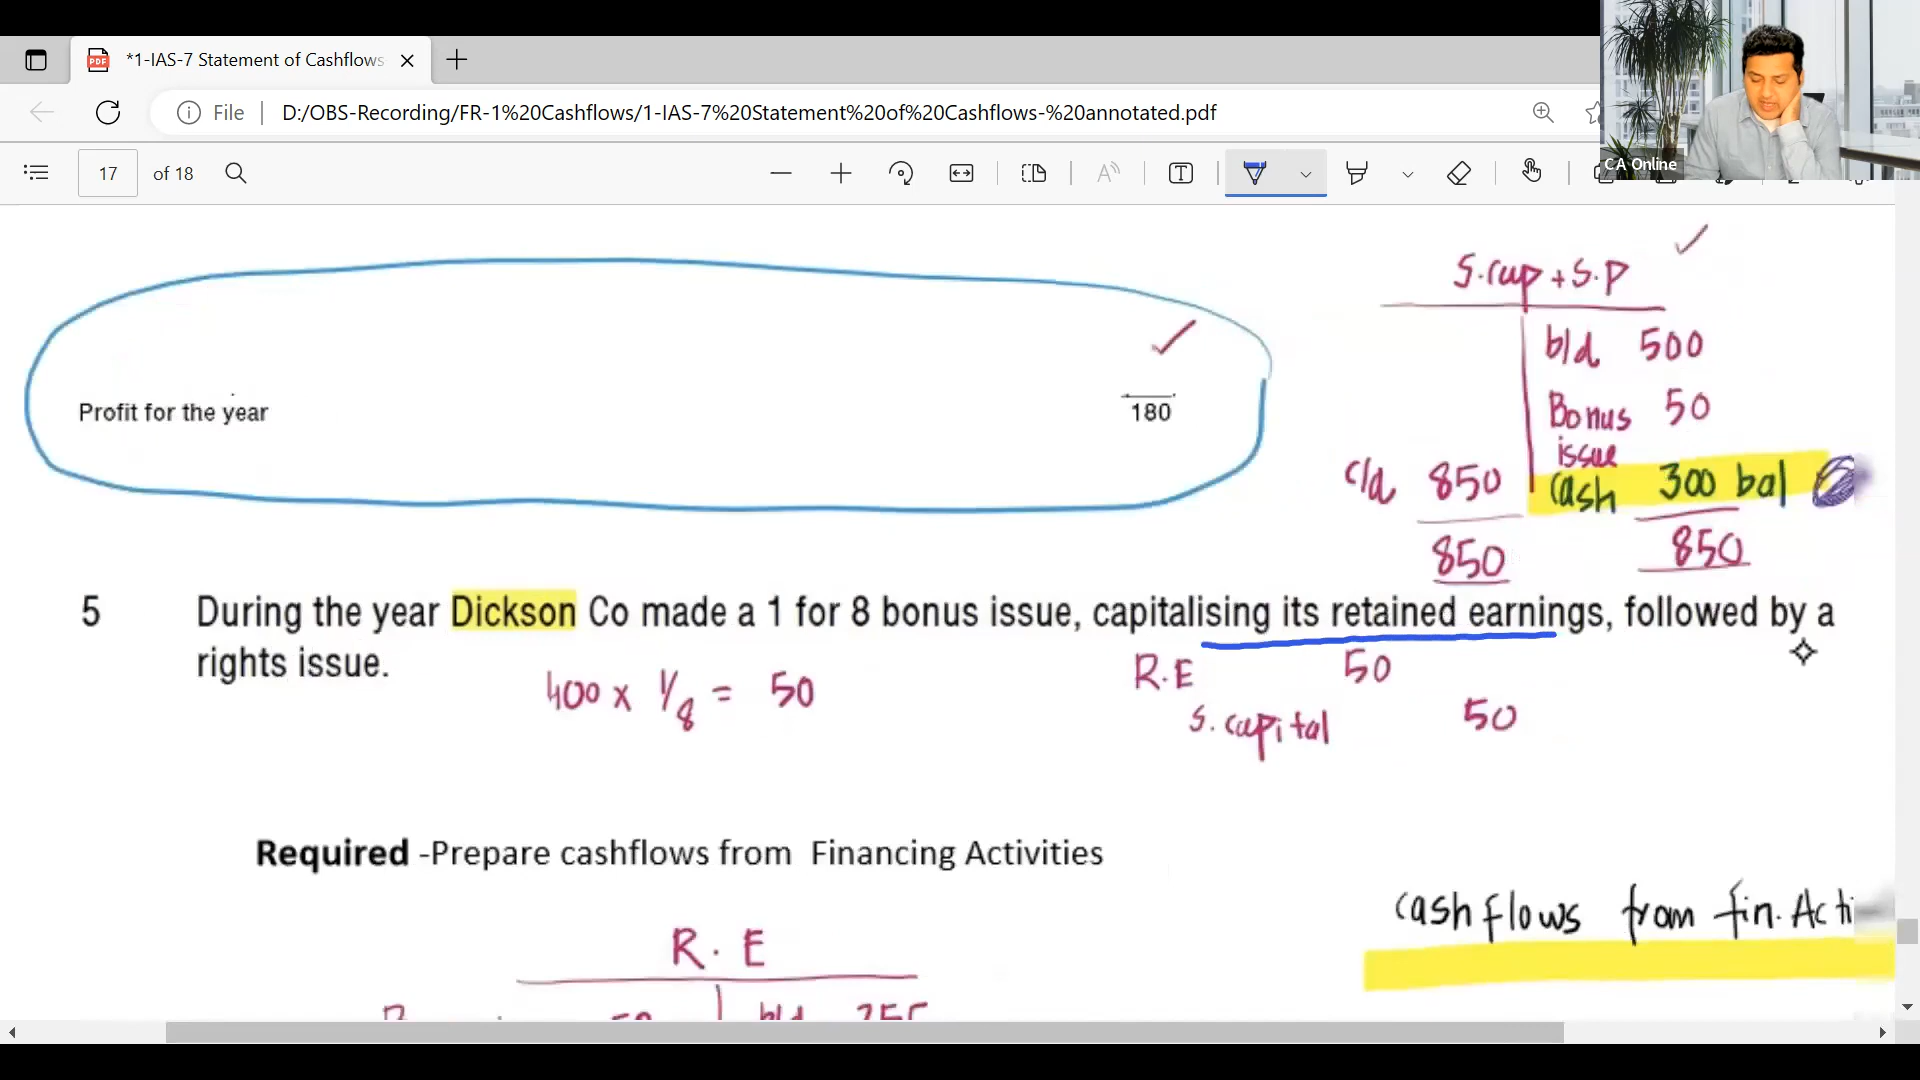 *1-IAS-7 Statement of Cashflows
File D:/OBS-Recording/FR-1%20Cashflows/1-IAS-7%20Statement%20of%20Cashflows-%20annotated.pdf
17 of 18
CA Online
S.cap + S.P
b/d 500
Profit for the year 180
Bonus issue 50
c/d 850 Cash 300 bal
850 850
5 During the year Dickson Co made a 1 for 8 bonus issue, capitalising its retained earnings, followed by a
rights issue.
400 x 1/8 = 50
R.E 50
S. capital 50
Required -Prepare cashflows from Financing Activities
Cash flows from fin. Acti
R. E
50 b/d 255